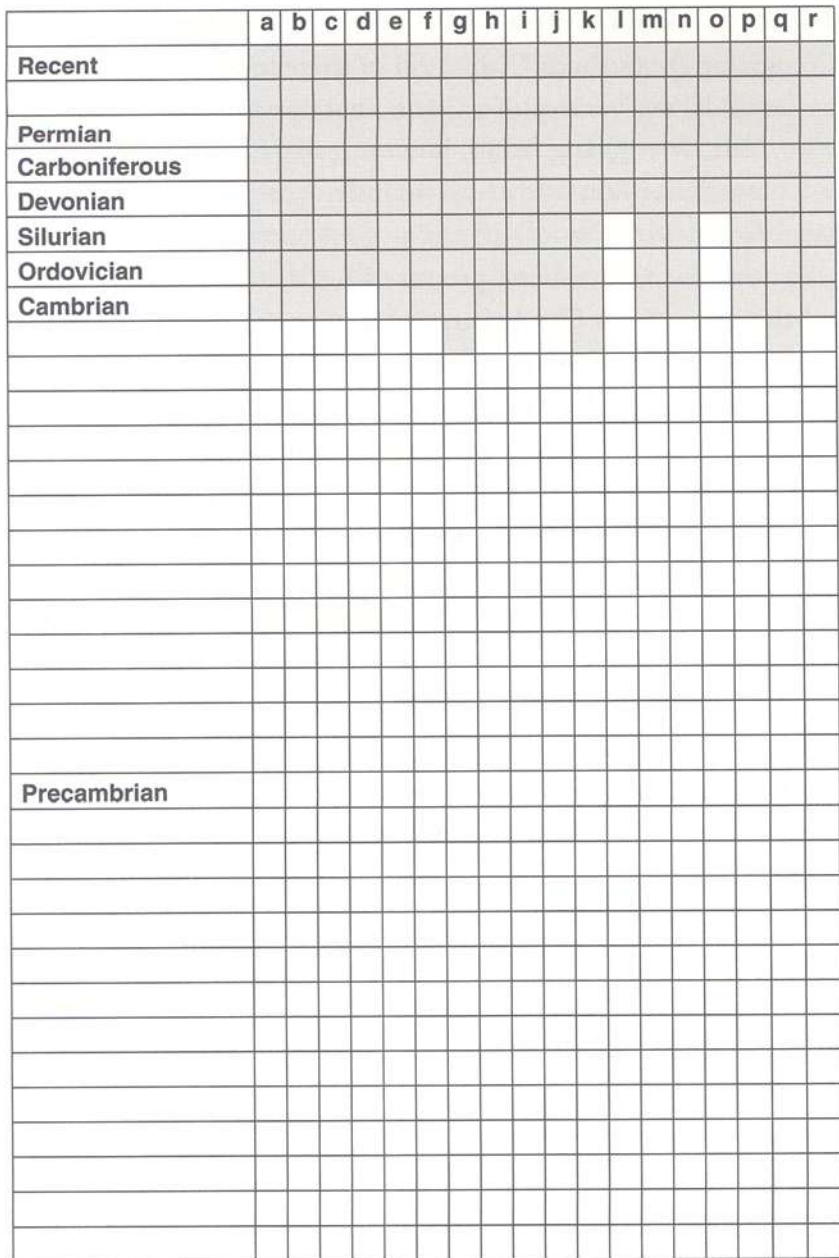 a b c d e f g h i j k l m n o p q r
Recent
Permian
Carboniferous
Devonian
Silurian
Ordovician
Cambrian
Precambrian